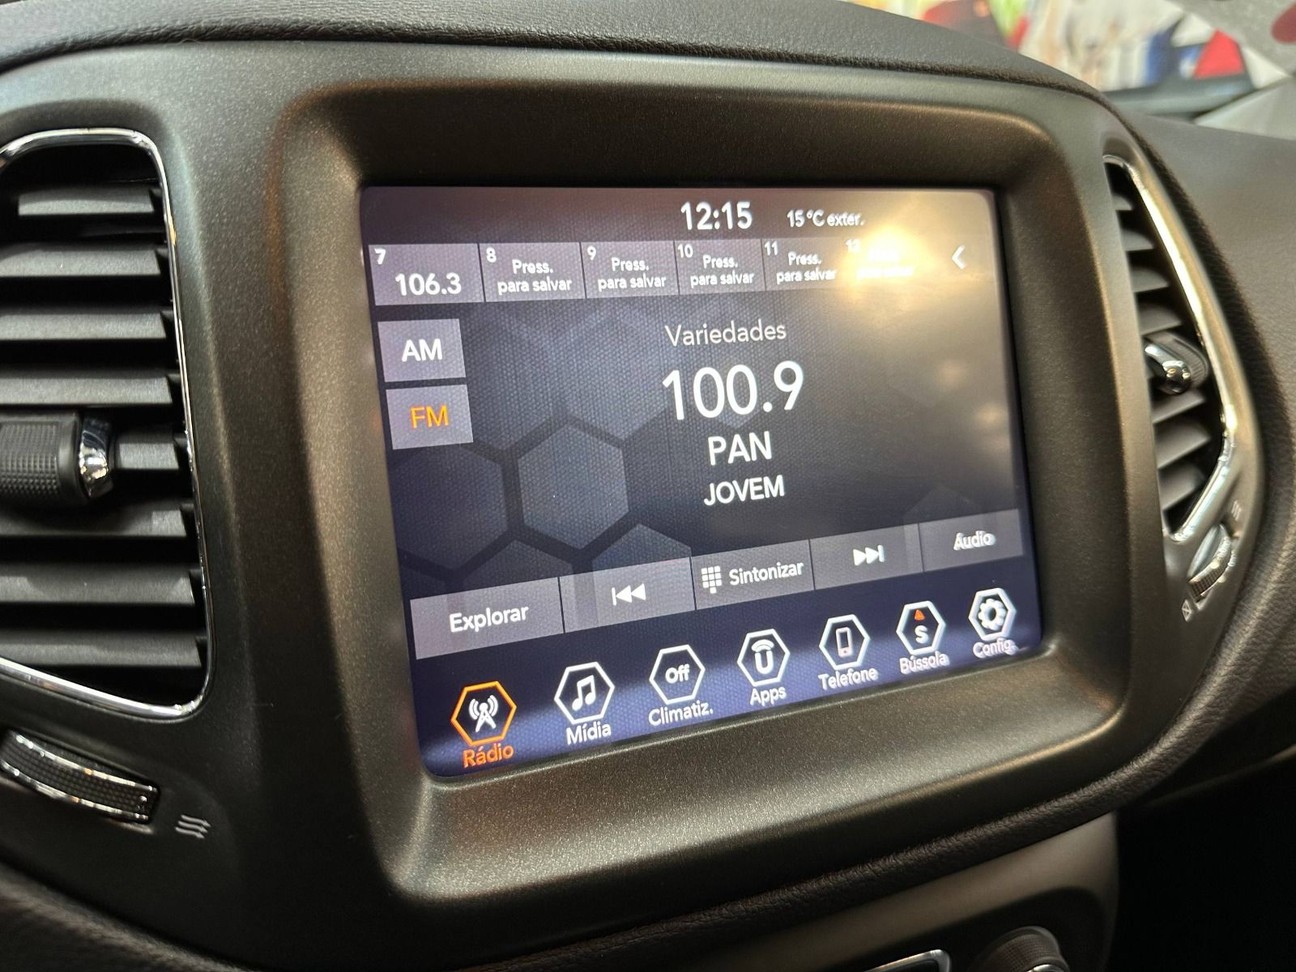 12:15 15°C exter.
7 8 9 10 11 12
106.3 Press. para salvar Press. para salvar Press. para salvar Press. para salvar
AM
Variedades
100.9
FM
PAN
JOVEM
Explorar Sintonizar Áudio
Rádio Mídia Off Climatiz. Apps Telefone S Bússola Config.